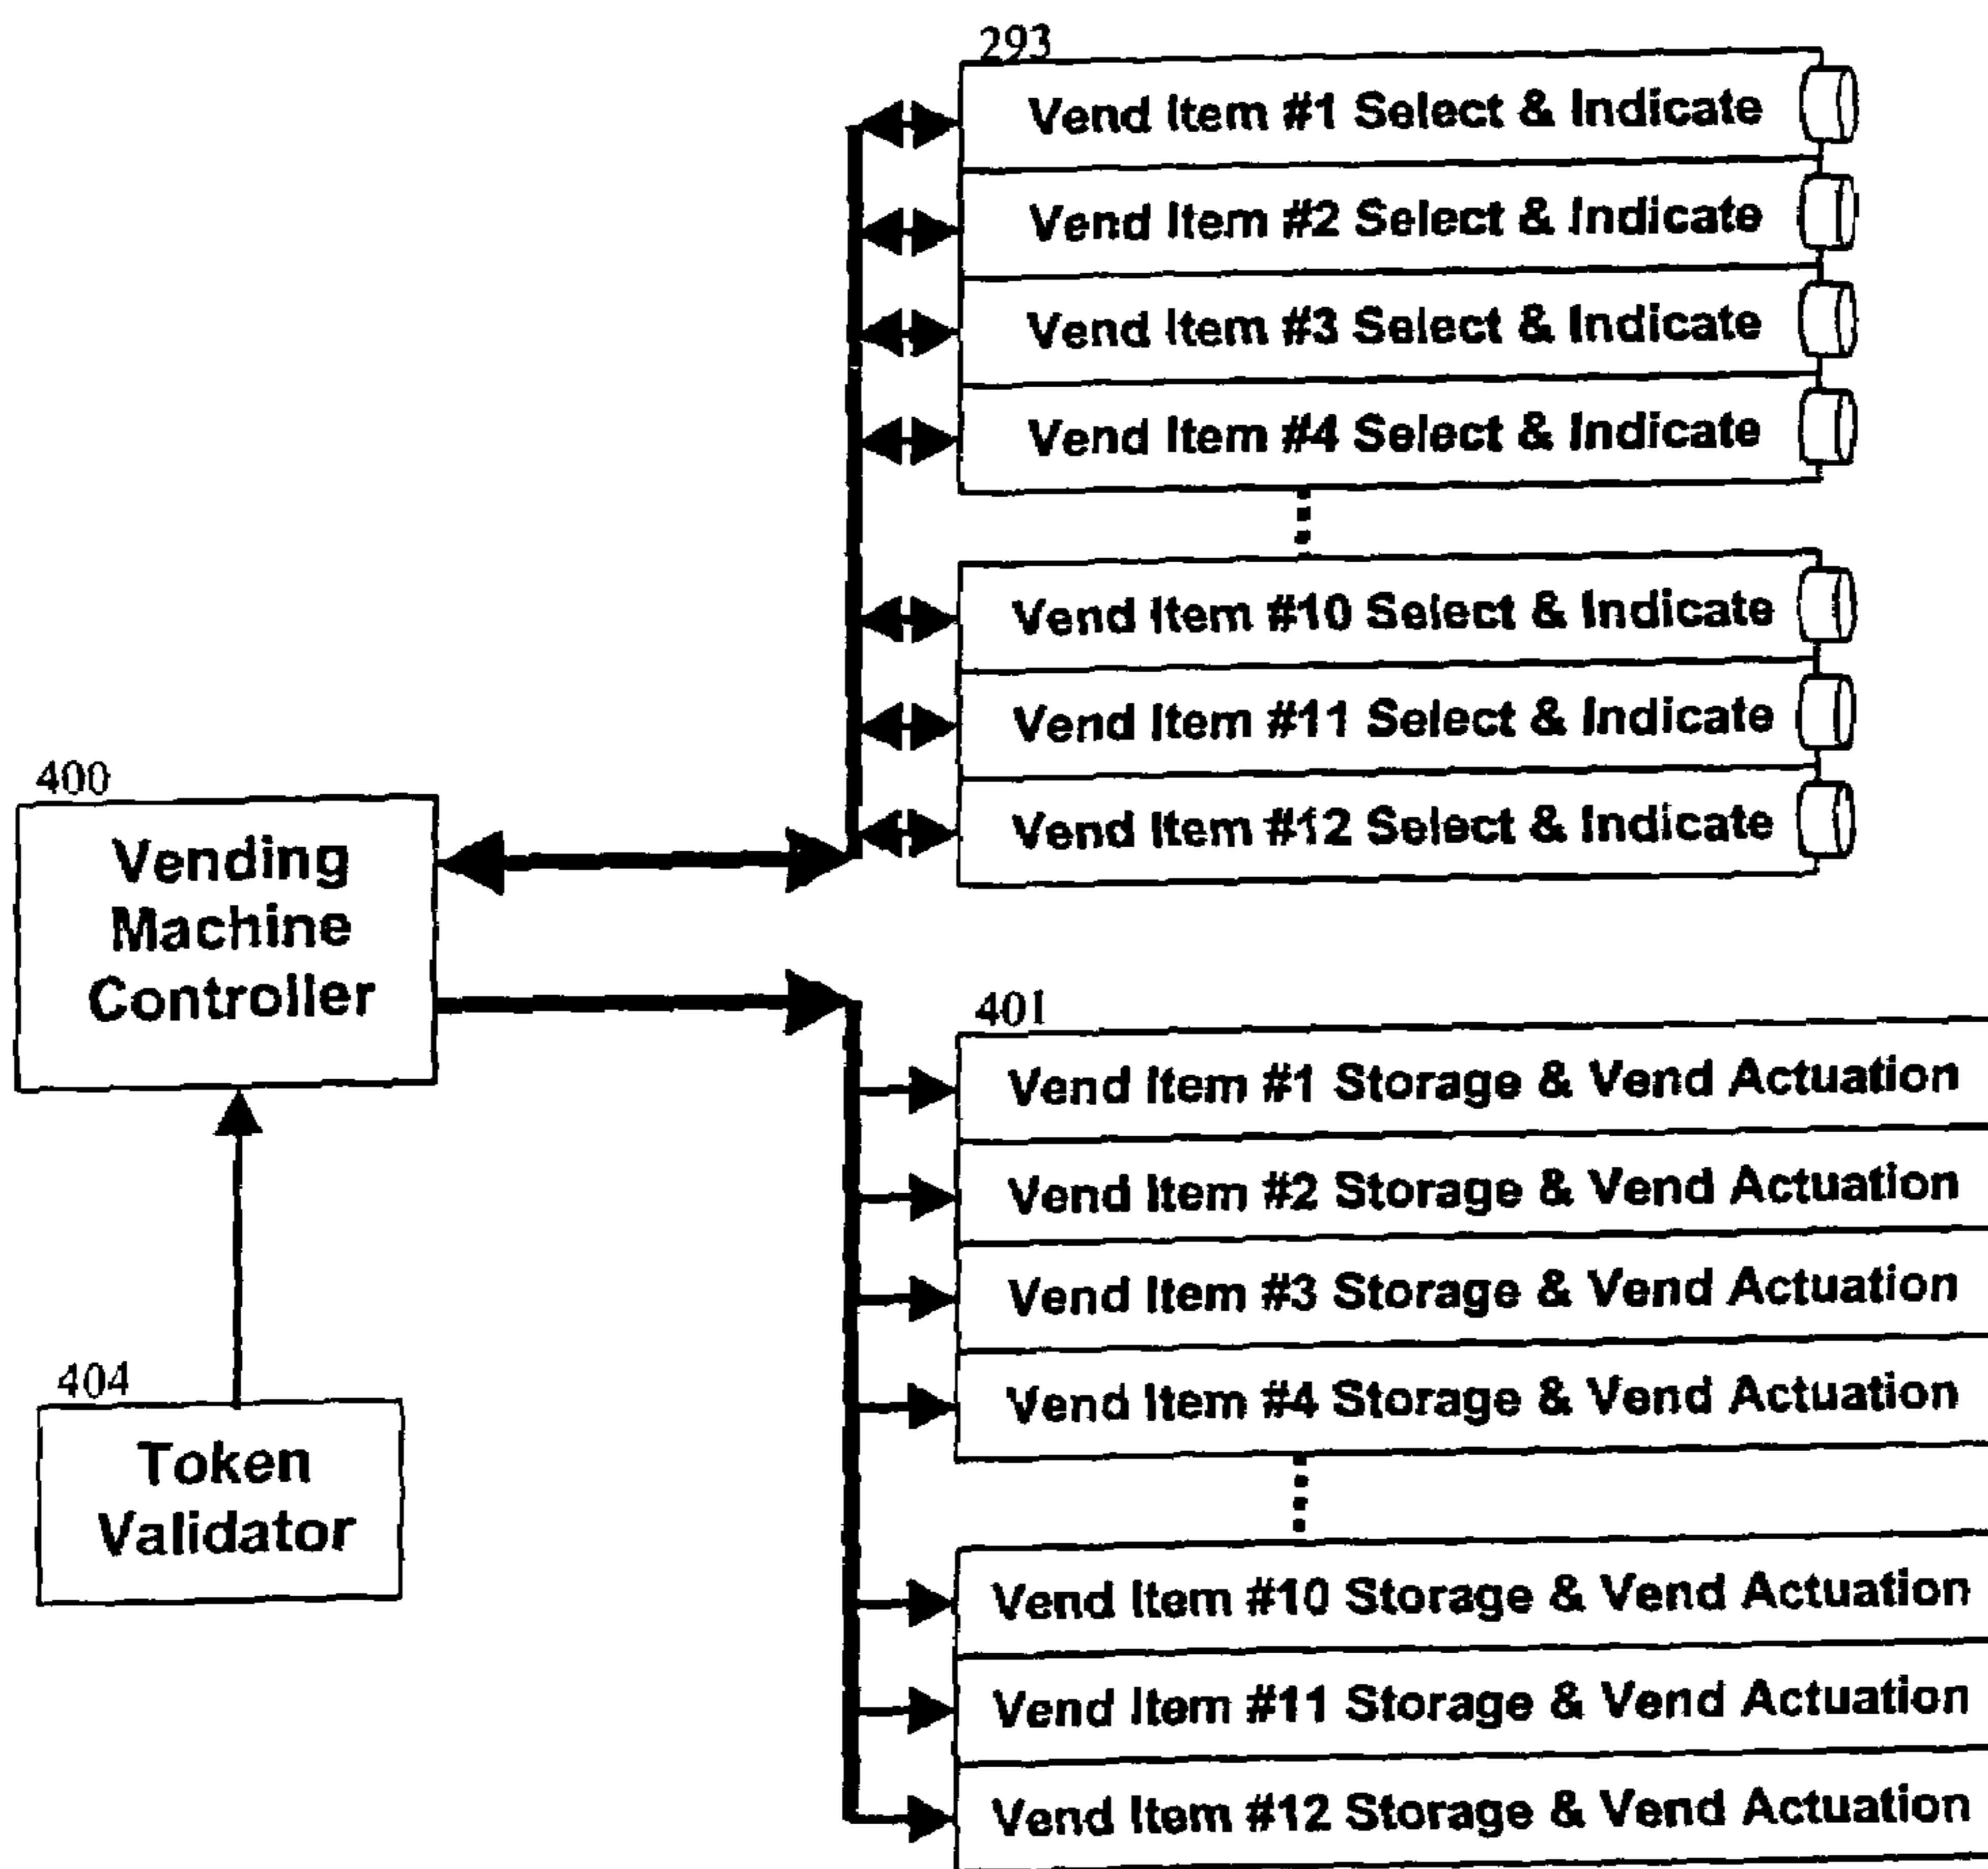 293
Vend Item #1 Select & Indicate
Vend Item #2 Select & Indicate
Vend Item #3 Select & Indicate
Vend Item #4 Select & Indicate
Vend Item #10 Select & Indicate
Vend Item #11 Select & Indicate
Vend Item #12 Select & Indicate
400
Vending
Machine
Controller
401
Vend Item #1 Storage & Vend Actuation
Vend Item #2 Storage & Vend Actuation
Vend Item #3 Storage & Vend Actuation
Vend Item #4 Storage & Vend Actuation
Vend Item #10 Storage & Vend Actuation
Vend Item #11 Storage & Vend Actuation
Vend Item #12 Storage & Vend Actuation
404
Token
Validator